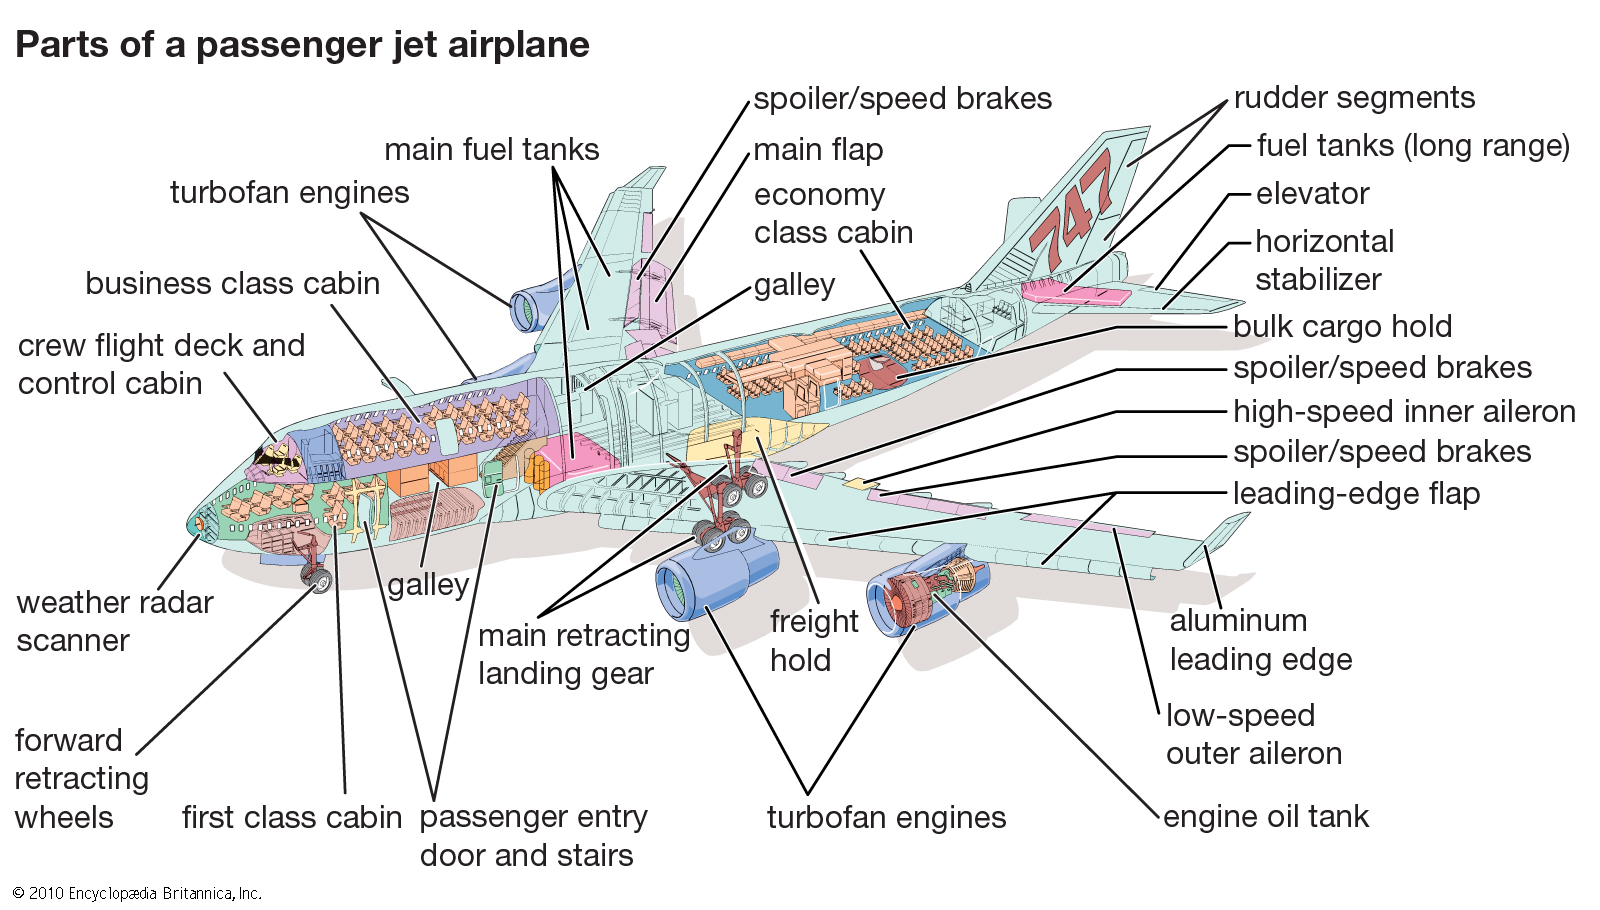 Parts of a passenger jet airplane
spoiler/speed brakes
rudder segments
main fuel tanks
main flap
fuel tanks (long range)
turbofan engines
economy
class cabin
elevator
horizontal
stabilizer
business class cabin
galley
747
crew flight deck and
control cabin
bulk cargo hold
spoiler/speed brakes
high-speed inner aileron
spoiler/speed brakes
leading-edge flap
weather radar
scanner
galley
main retracting
landing gear
freight
hold
aluminum
leading edge
low-speed
outer aileron
forward
retracting
wheels
first class cabin
passenger entry
door and stairs
turbofan engines
engine oil tank
© 2010 Encyclopædia Britannica, Inc.